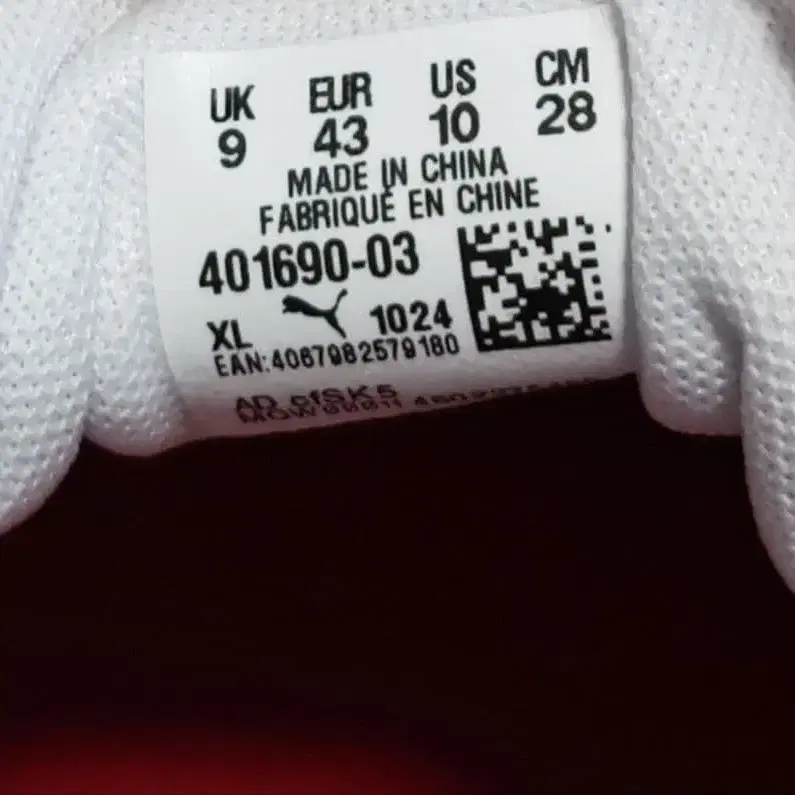 UK EUR US CM
9 43 10 28
MADE IN CHINA
FABRIQUÉ EN CHINE
401690-03
XL 1024
EAN:4067982579180